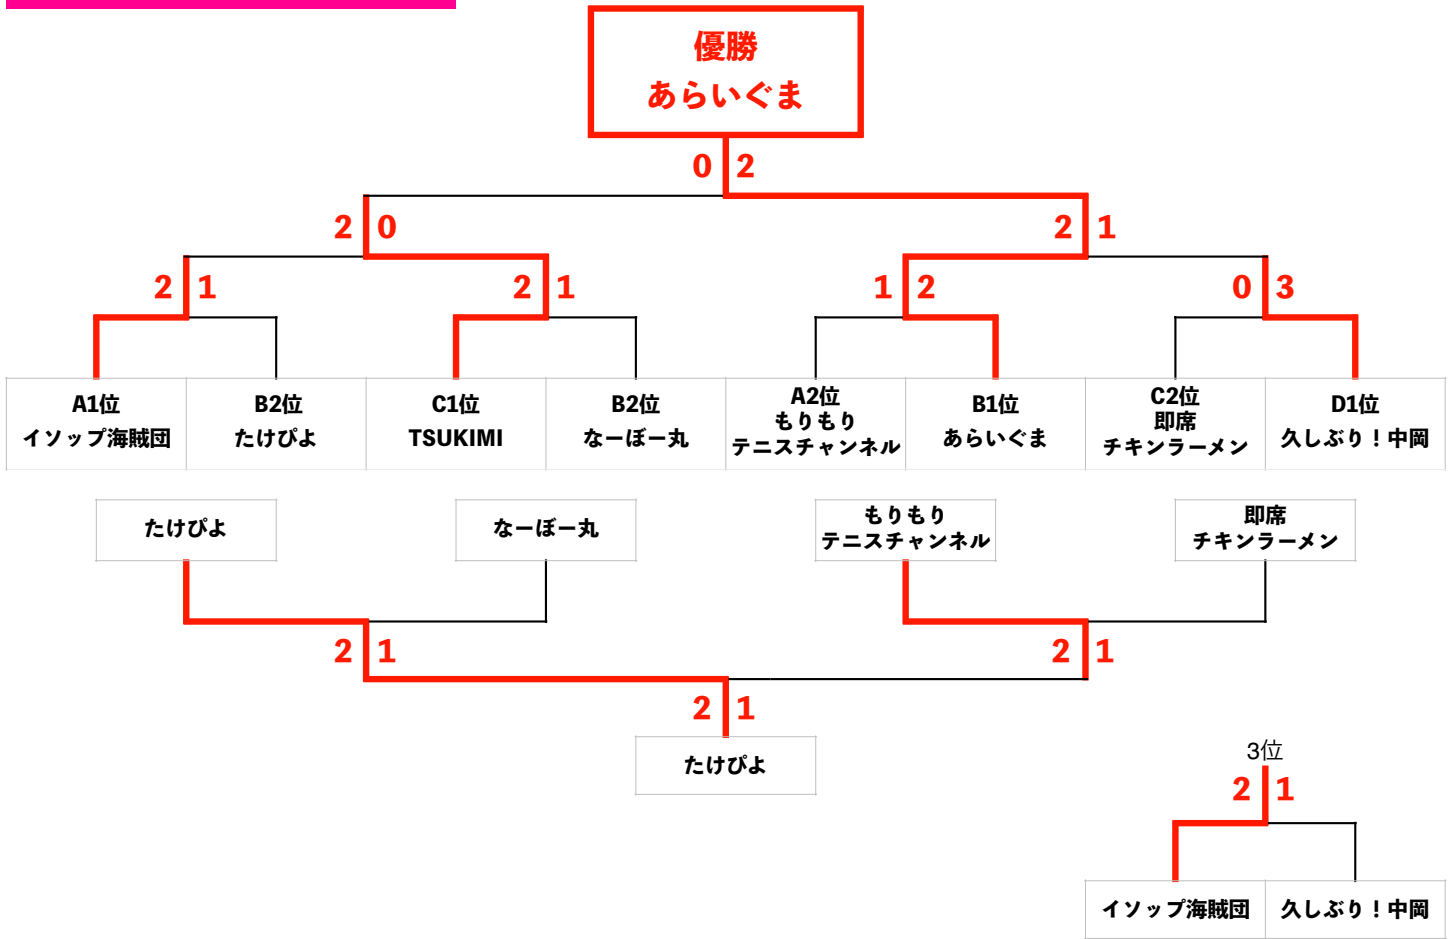 優勝
あらいぐま
0 2
2 0
2 1
2 1
2 1
1 2
0 3
A1位
イソップ海賊団
B2位
たけぴよ
C1位
TSUKIMI
B2位
なーぼー丸
A2位
もりもり
テニスチャンネル
B1位
あらいぐま
C2位
即席
チキンラーメン
D1位
久しぶり！中岡
たけぴよ
なーぼー丸
もりもり
テニスチャンネル
即席
チキンラーメン
2 1
2 1
2 1
たけぴよ
3位
2 1
イソップ海賊団
久しぶり！中岡